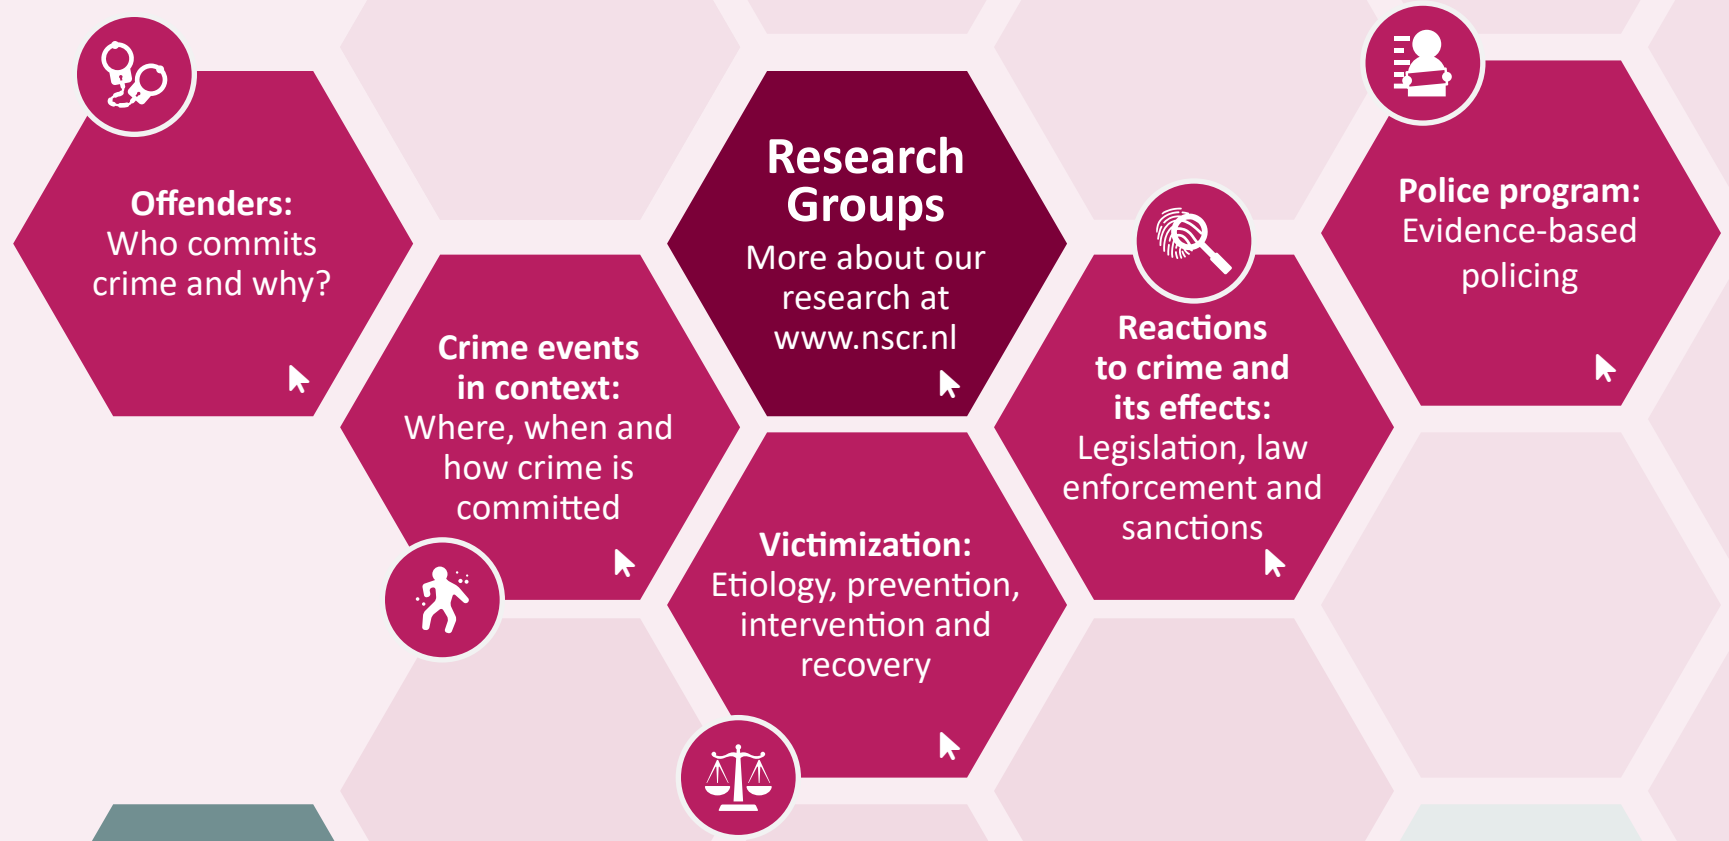 Offenders:
Who commits
crime and why?
Crime events
in context:
Where, when and
how crime is
committed
Research
Groups
More about our
research at
www.nscr.nl
Victimization:
Etiology, prevention,
intervention and
recovery
Reactions
to crime and
its effects:
Legislation, law
enforcement and
sanctions
Police program:
Evidence-based
policing